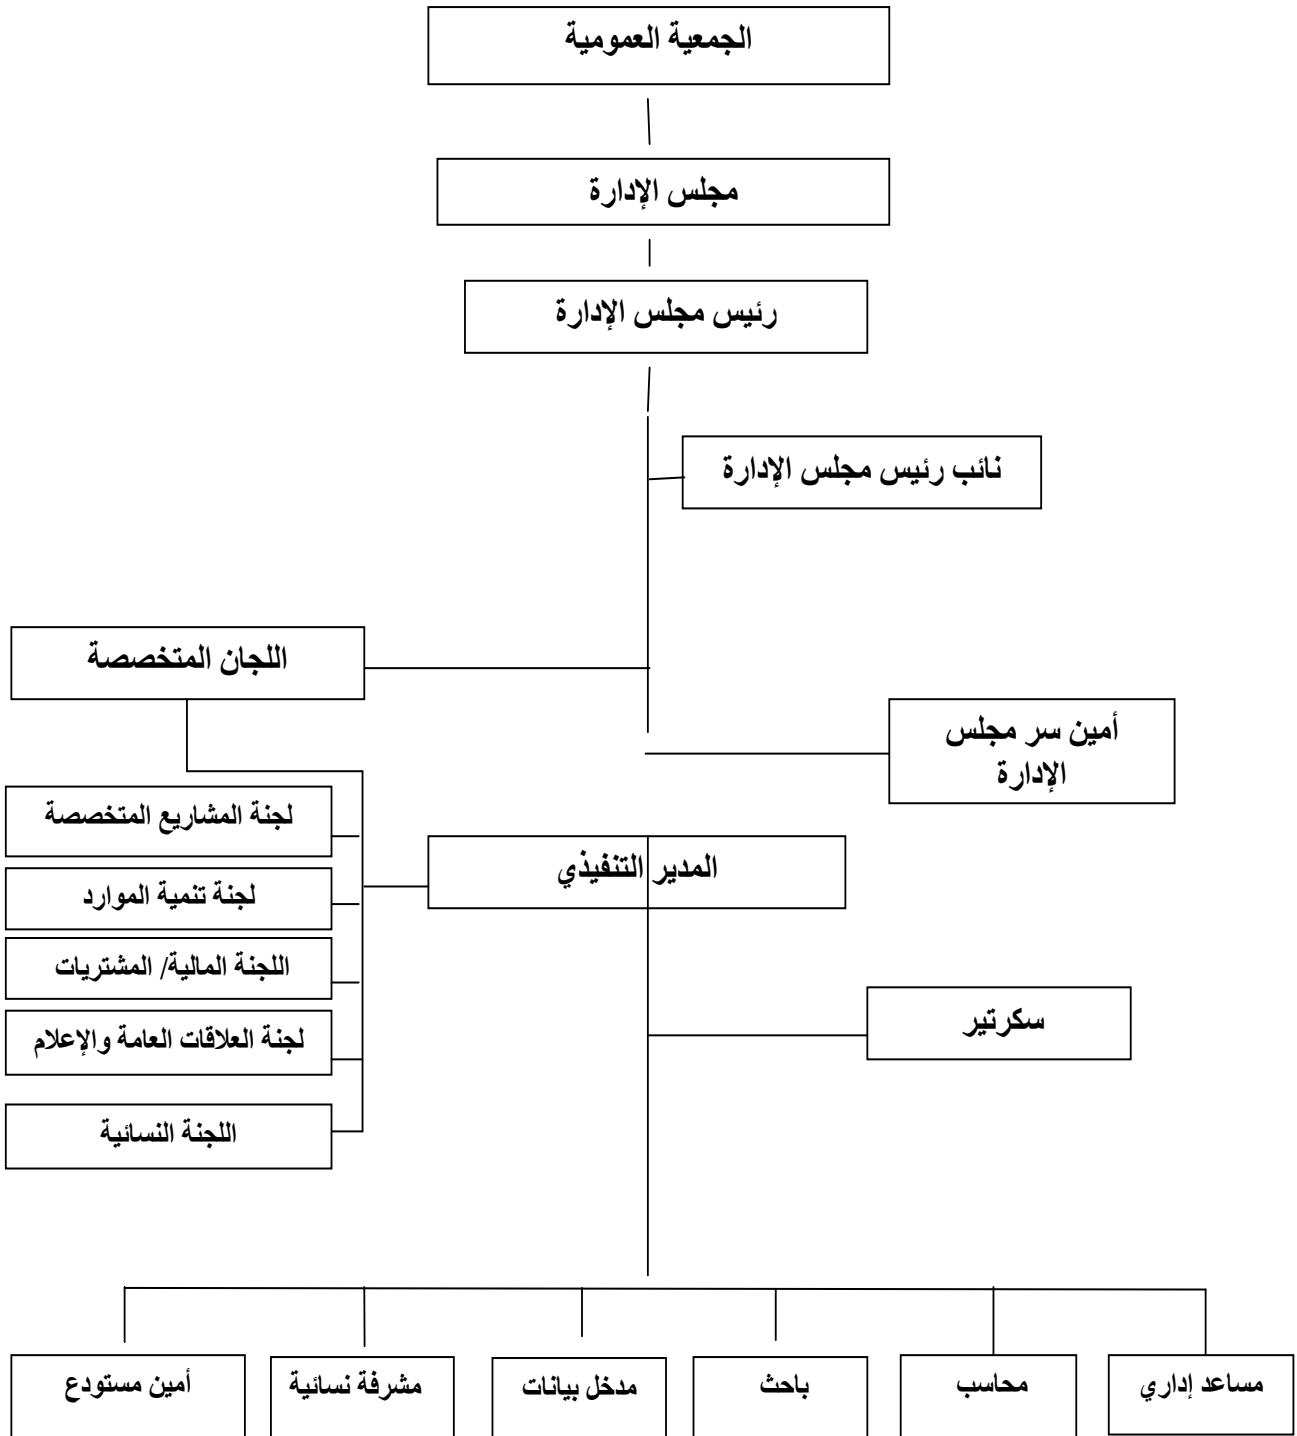 الجمعية العمومية
مجلس الإدارة
رئيس مجلس الإدارة
نائب رئيس مجلس الإدارة
اللجان المتخصصة
أمين سر مجلس
الإدارة
لجنة المشاريع المتخصصة
لجنة تنمية الموارد
اللجنة المالية/ المشتريات
لجنة العلاقات العامة والإعلام
اللجنة النسائية
المدير التنفيذي
سكرتير
مساعد إداري
محاسب
باحث
مدخل بيانات
مشرفة نسائية
أمين مستودع